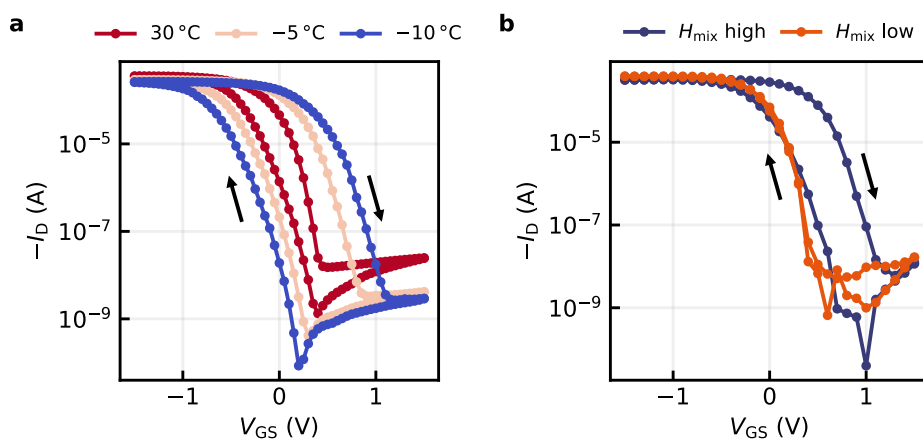 a
30 °C −5 °C −10 °C
10⁻⁵
10⁻⁷
10⁻⁹
−I_D (A)
−1 0 1
V_GS (V)
b
H_mix high H_mix low
10⁻⁵
10⁻⁷
10⁻⁹
−I_D (A)
−1 0 1
V_GS (V)